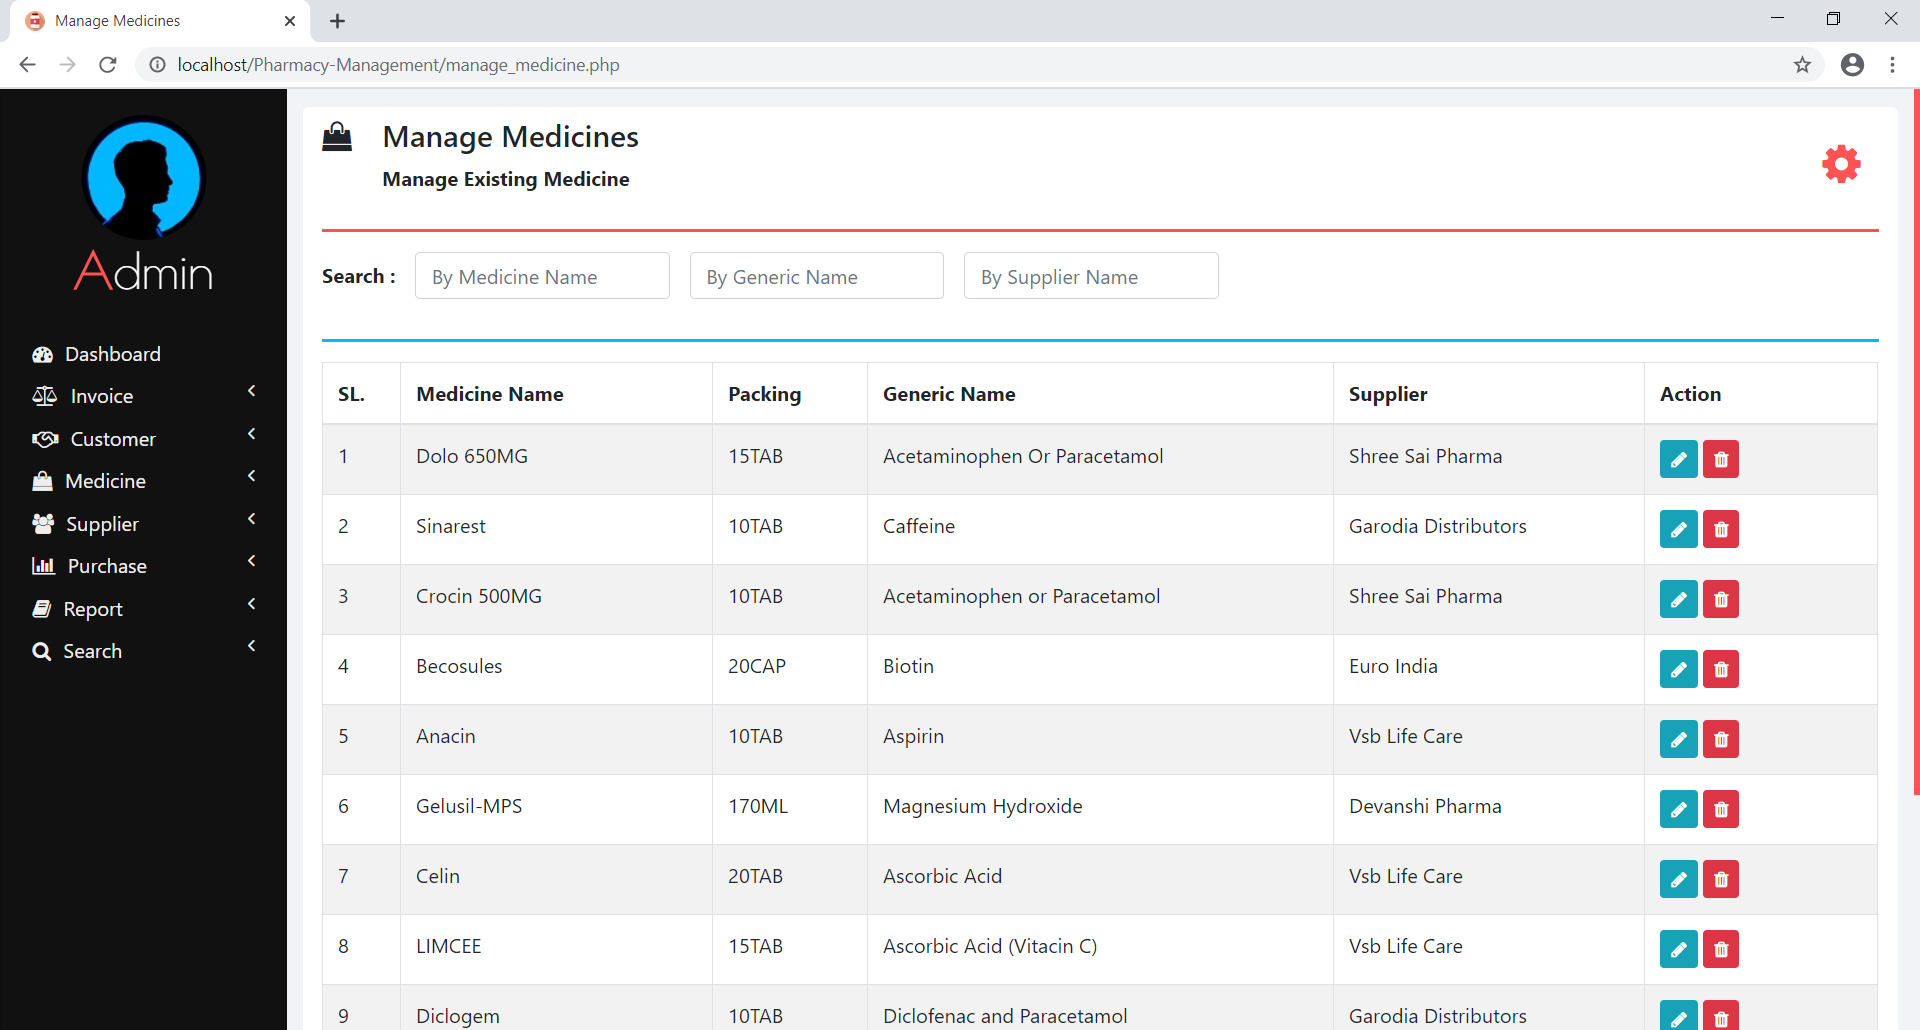 Manage Medicines
localhost/Pharmacy-Management/manage_medicine.php
Admin
Dashboard
Invoice
Customer
Medicine
Supplier
Purchase
Report
Search
Manage Medicines
Manage Existing Medicine
Search : By Medicine Name By Generic Name By Supplier Name
SL. Medicine Name Packing Generic Name Supplier Action
1 Dolo 650MG 15TAB Acetaminophen Or Paracetamol Shree Sai Pharma
2 Sinarest 10TAB Caffeine Garodia Distributors
3 Crocin 500MG 10TAB Acetaminophen or Paracetamol Shree Sai Pharma
4 Becosules 20CAP Biotin Euro India
5 Anacin 10TAB Aspirin Vsb Life Care
6 Gelusil-MPS 170ML Magnesium Hydroxide Devanshi Pharma
7 Celin 20TAB Ascorbic Acid Vsb Life Care
8 LIMCEE 15TAB Ascorbic Acid (Vitacin C) Vsb Life Care
9 Diclogem 10TAB Diclofenac and Paracetamol Garodia Distributors